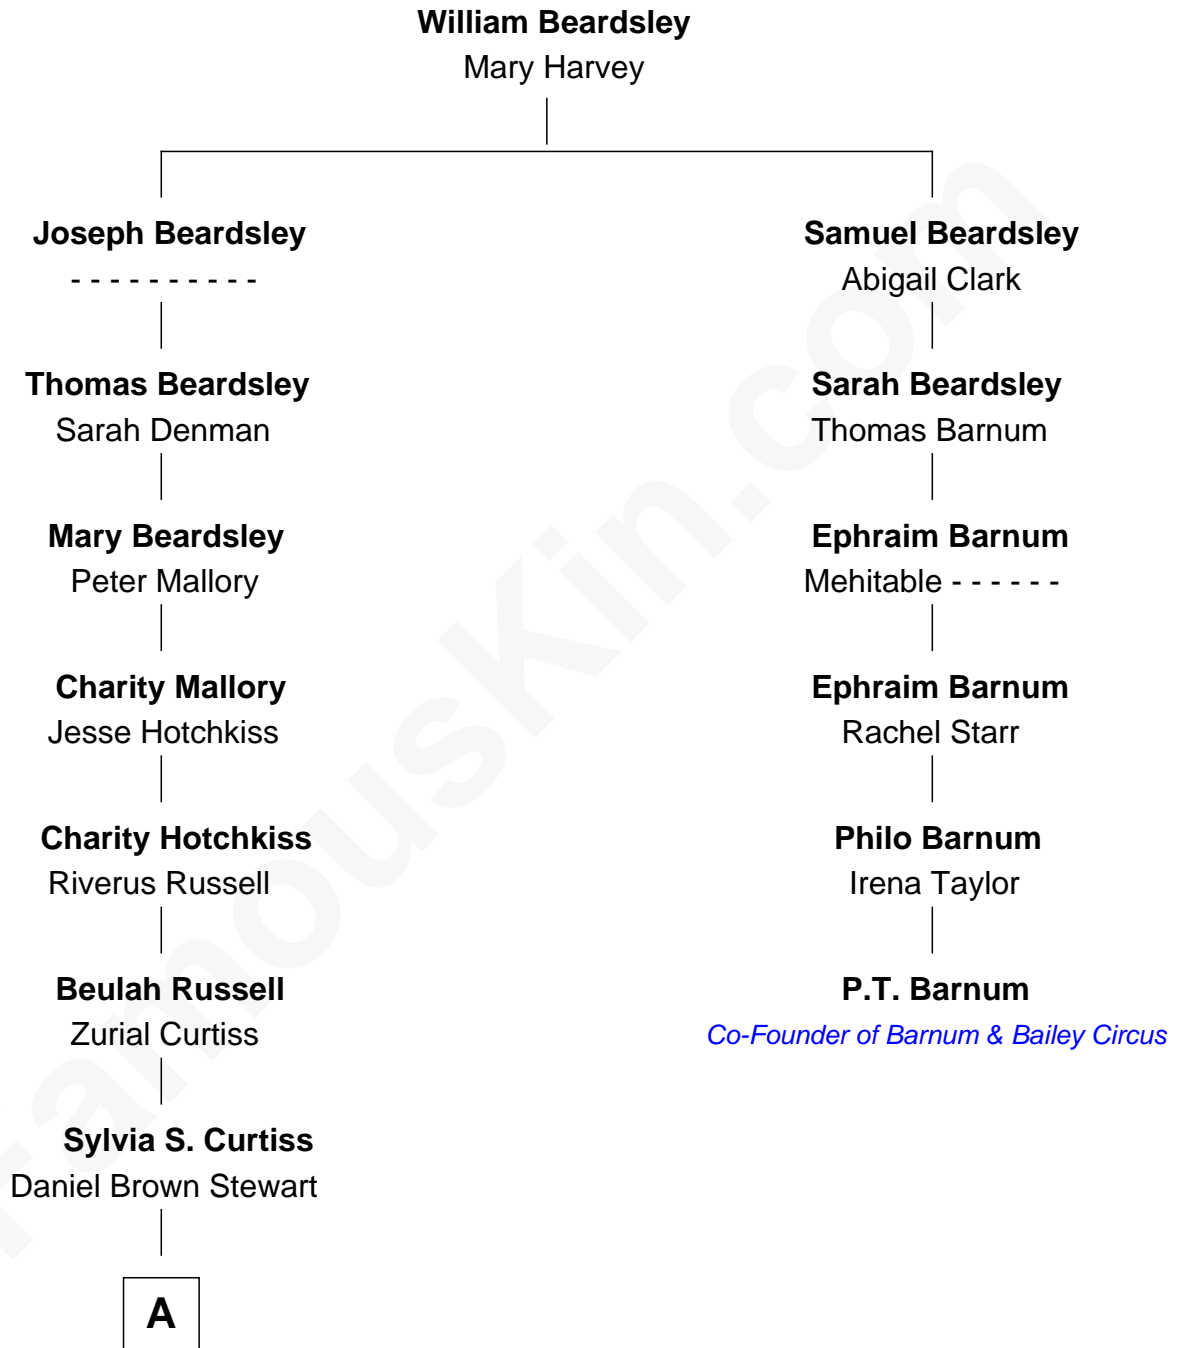 William Beardsley
Mary Harvey
Joseph Beardsley
- - - - - - - - - -
Samuel Beardsley
Abigail Clark
Thomas Beardsley
Sarah Denman
Sarah Beardsley
Thomas Barnum
Mary Beardsley
Peter Mallory
Ephraim Barnum
Mehitable - - - - - -
Charity Mallory
Jesse Hotchkiss
Ephraim Barnum
Rachel Starr
Charity Hotchkiss
Riverus Russell
Philo Barnum
Irena Taylor
Beulah Russell
Zurial Curtiss
P.T. Barnum
Co-Founder of Barnum & Bailey Circus
Sylvia S. Curtiss
Daniel Brown Stewart
A
FamousKin.com